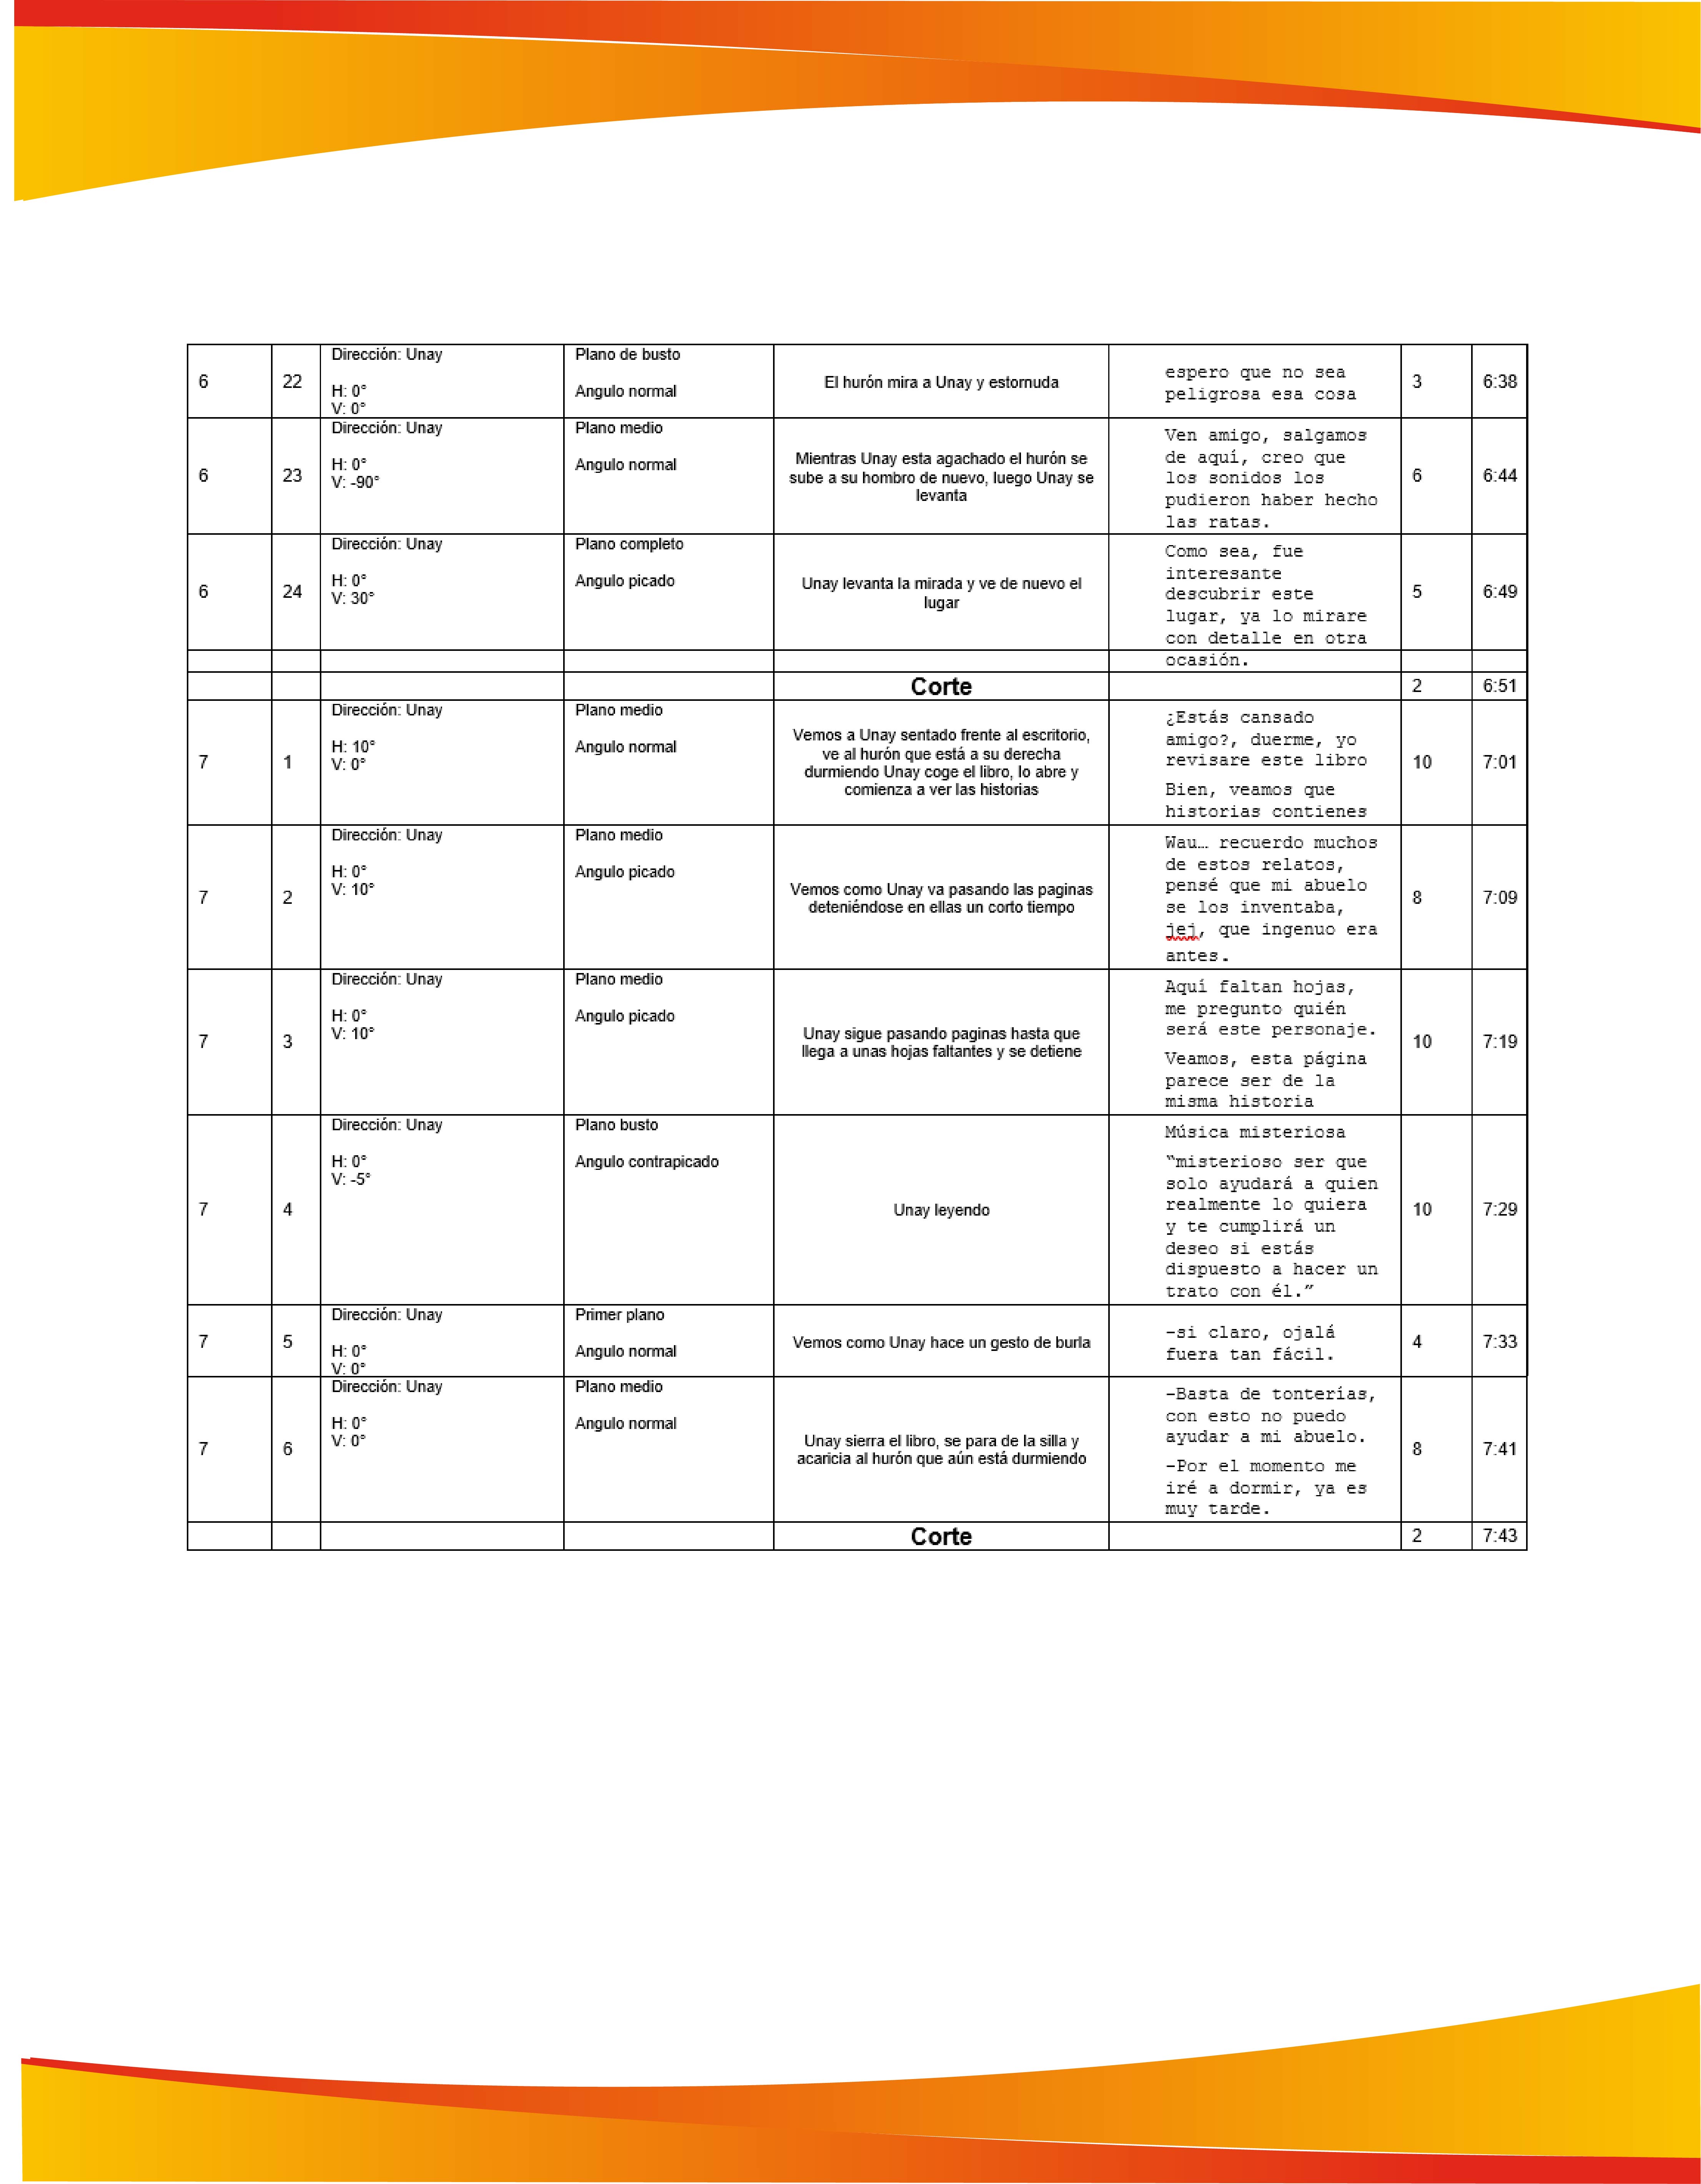 6
22
Dirección: Unay
H: 0°
V: 0°
Plano de busto
Angulo normal
El hurón mira a Unay y estornuda
espero que no sea
peligrosa esa cosa
3
6:38
6
23
Dirección: Unay
H: 0°
V: -90°
Plano medio
Angulo normal
Mientras Unay esta agachado el hurón se
sube a su hombro de nuevo, luego Unay se
levanta
Ven amigo, salgamos
de aquí, creo que
los sonidos los
pudieron haber hecho
las ratas.
6
6:44
6
24
Dirección: Unay
H: 0°
V: 30°
Plano completo
Angulo picado
Unay levanta la mirada y ve de nuevo el
lugar
Como sea, fue
interesante
descubrir este
lugar, ya lo mirare
con detalle en otra
ocasión.
5
6:49
Corte
2
6:51
7
1
Dirección: Unay
H: 10°
V: 0°
Plano medio
Angulo normal
Vemos a Unay sentado frente al escritorio,
ve al hurón que está a su derecha
durmiendo Unay coge el libro, lo abre y
comienza a ver las historias
¿Estás cansado
amigo?, duerme, yo
revisare este libro
Bien, veamos que
historias contienes
10
7:01
7
2
Dirección: Unay
H: 0°
V: 10°
Plano medio
Angulo picado
Vemos como Unay va pasando las paginas
deteniéndose en ellas un corto tiempo
Wau… recuerdo muchos
de estos relatos,
pensé que mi abuelo
se los inventaba,
jej, que ingenuo era
antes.
8
7:09
7
3
Dirección: Unay
H: 0°
V: 10°
Plano medio
Angulo picado
Unay sigue pasando paginas hasta que
llega a unas hojas faltantes y se detiene
Aquí faltan hojas,
me pregunto quién
será este personaje.
Veamos, esta página
parece ser de la
misma historia
10
7:19
7
4
Dirección: Unay
H: 0°
V: -5°
Plano busto
Angulo contrapicado
Unay leyendo
Música misteriosa
“misterioso ser que
solo ayudará a quien
realmente lo quiera
y te cumplirá un
deseo si estás
dispuesto a hacer un
trato con él.”
10
7:29
7
5
Dirección: Unay
H: 0°
V: 0°
Primer plano
Angulo normal
Vemos como Unay hace un gesto de burla
-si claro, ojalá
fuera tan fácil.
4
7:33
7
6
Dirección: Unay
H: 0°
V: 0°
Plano medio
Angulo normal
Unay sierra el libro, se para de la silla y
acaricia al hurón que aún está durmiendo
-Basta de tonterías,
con esto no puedo
ayudar a mi abuelo.
-Por el momento me
iré a dormir, ya es
muy tarde.
8
7:41
Corte
2
7:43